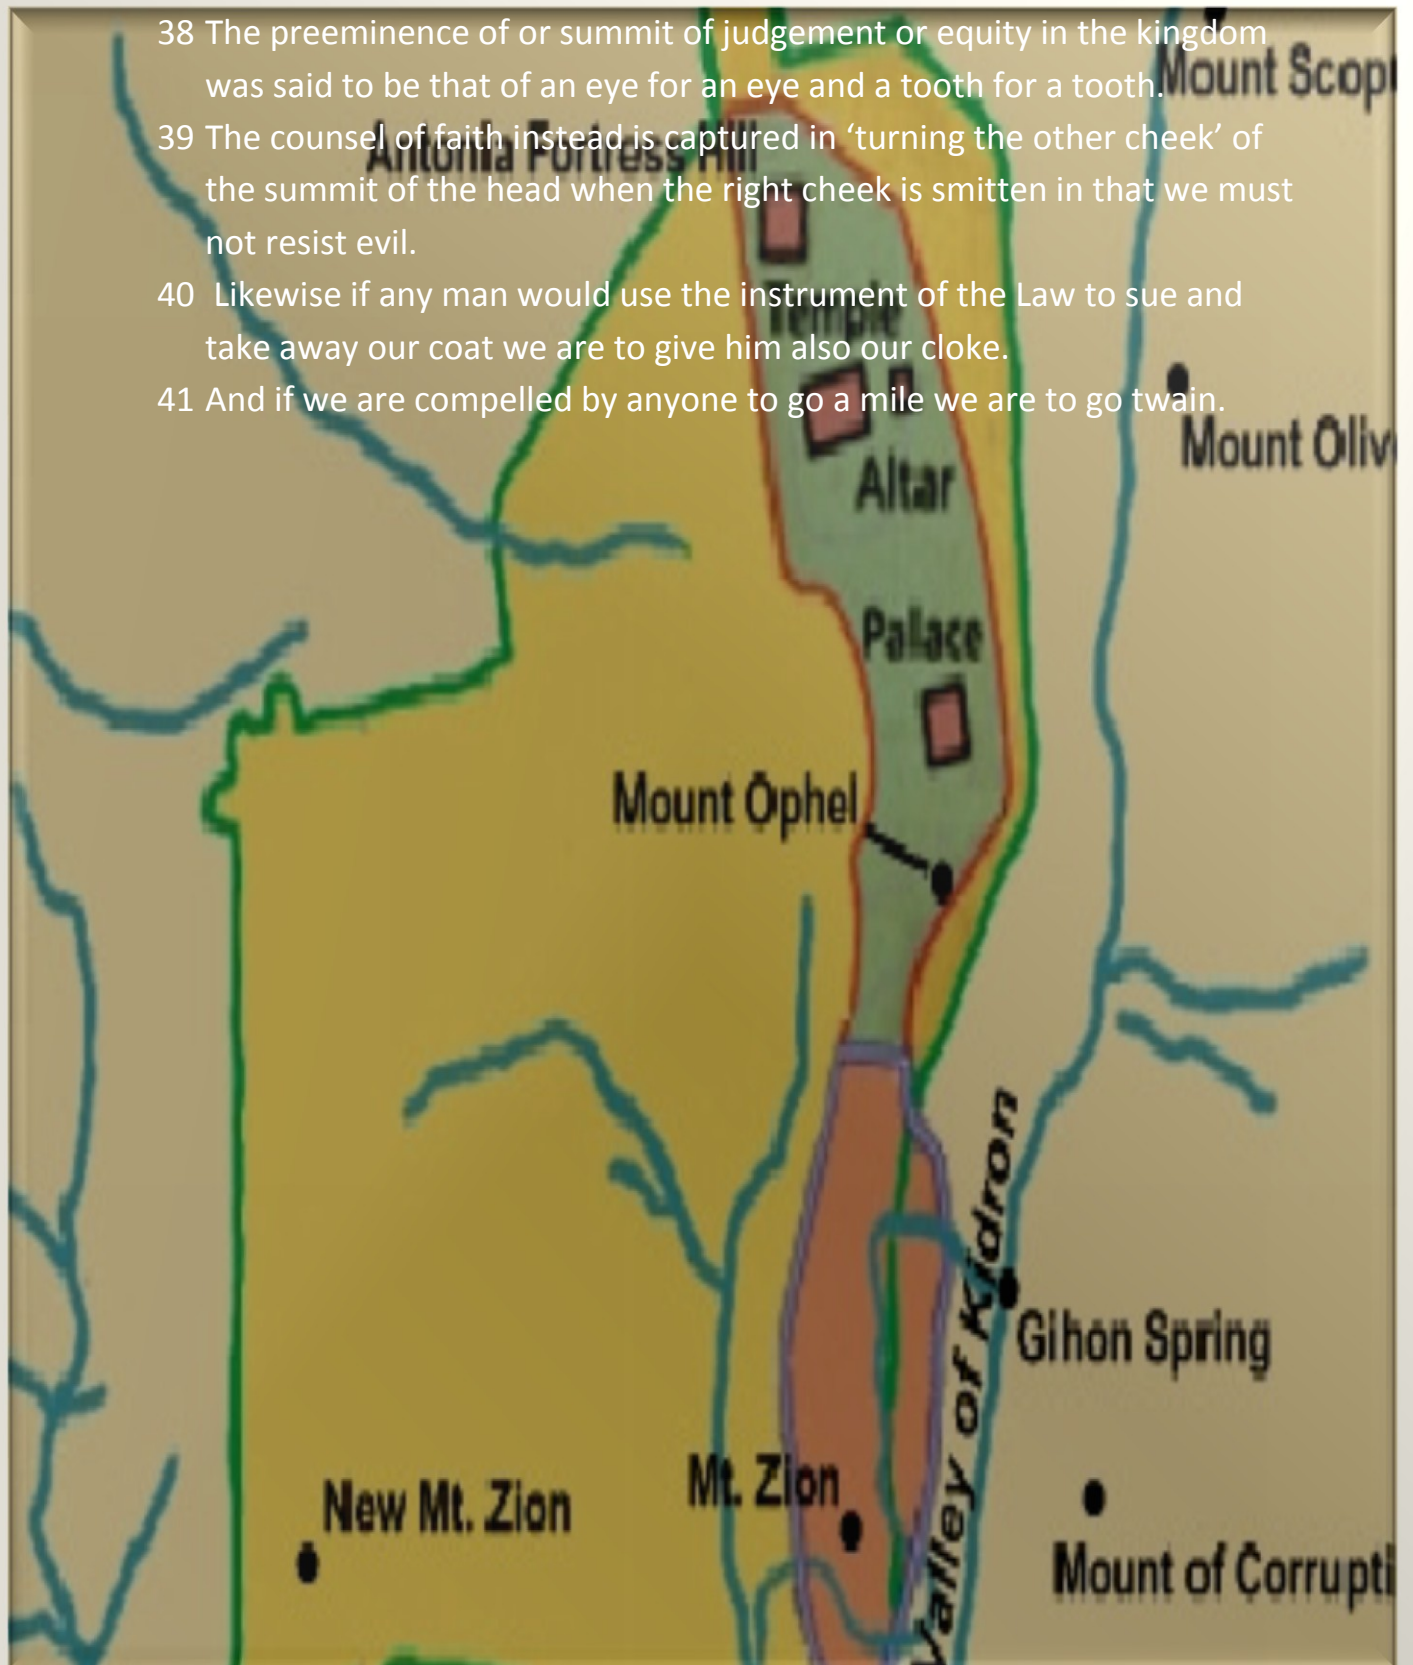 38 The preeminence of or summit of judgement or equity in the kingdom
was said to be that of an eye for an eye and a tooth for a tooth.
39 The counsel of faith instead is captured in ‘turning the other cheek’ of
the summit of the head when the right cheek is smitten in that we must
not resist evil.
40 Likewise if any man would use the instrument of the Law to sue and
take away our coat we are to give him also our cloke.
41 And if we are compelled by anyone to go a mile we are to go twain.
Mount Scop
Antonia Fortress Hill
Temple
Mount Oliv
Altar
Palace
Mount Ophel
Valley of Kidron
Gihon Spring
Mt. Zion
New Mt. Zion
Mount of Corrupti